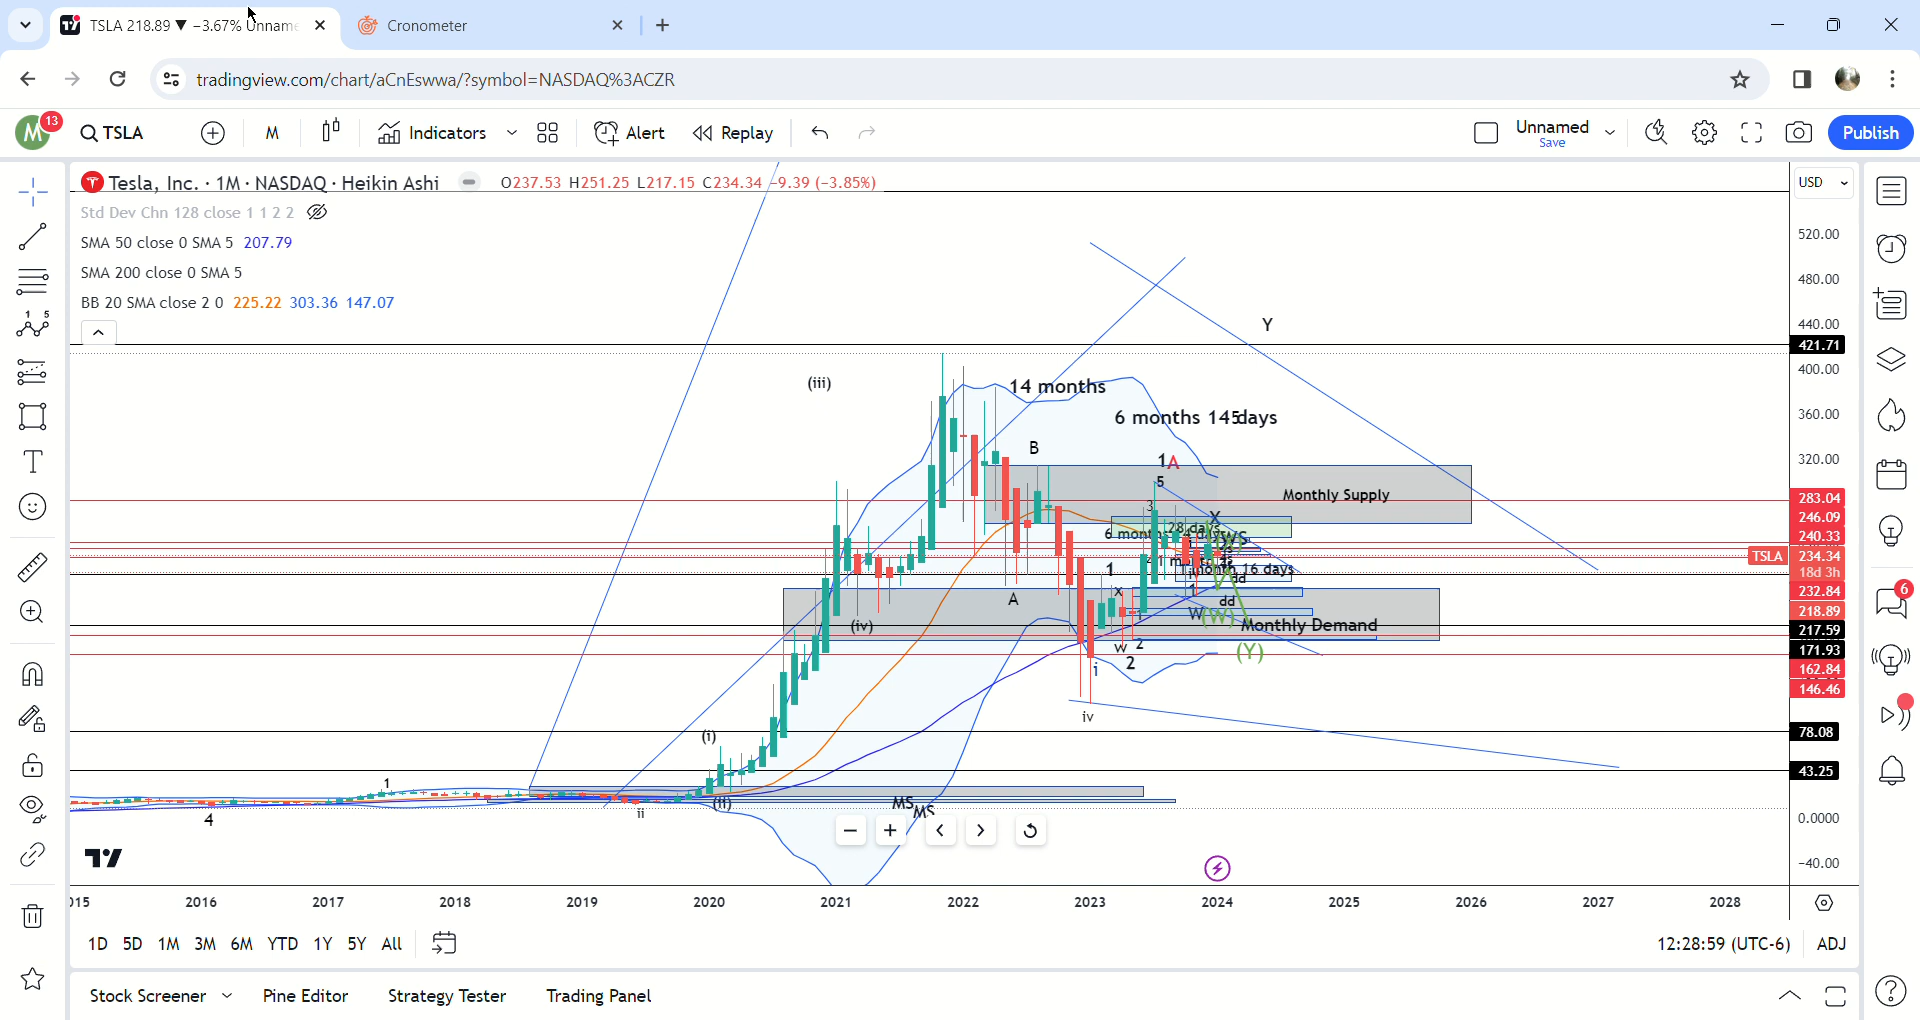 TSLA 218.89 ▼ −3.67% Unname
Cronometer
tradingview.com/chart/aCnEswwa/?symbol=NASDAQ%3ACZR
M
13
TSLA
M
Indicators
Alert
Replay
Unnamed
Save
Publish
Tesla, Inc. · 1M · NASDAQ · Heikin Ashi
O237.53 H251.25 L217.15 C234.34 −9.39 (−3.85%)
USD
Std Dev Chn 128 close 1 1 2 2
SMA 50 close 0 SMA 5 207.79
SMA 200 close 0 SMA 5
BB 20 SMA close 2 0 225.22 303.36 147.07
520.00
480.00
440.00
421.71
400.00
360.00
320.00
283.04
246.09
240.33
TSLA 234.34
18d 3h
232.84
218.89
217.59
171.93
162.84
146.46
78.08
43.25
0.0000
−40.00
Y
(iii)
14 months
6 months 145days
B
1A
5
Monthly Supply
3
X
28 days
1
1 month 16 days
dd
x
A
dd
(iv)
W
(W)
Monthly Demand
w
2
2
(Y)
i
iv
(i)
1
(ii)
MS
MS
ii
4
2016
2017
2018
2019
2020
2021
2022
2023
2024
2025
2026
2027
2028
1D 5D 1M 3M 6M YTD 1Y 5Y All
12:28:59 (UTC-6)
ADJ
Stock Screener
Pine Editor
Strategy Tester
Trading Panel
6